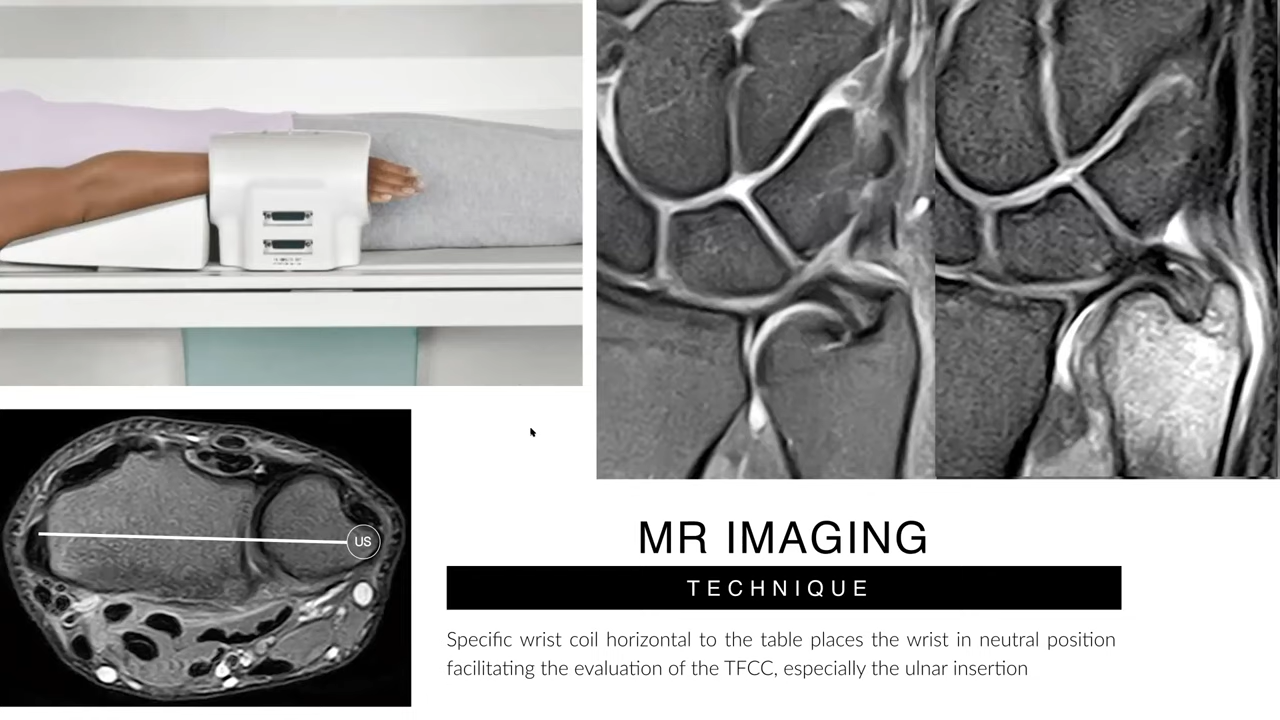 US
MR IMAGING
TECHNIQUE
Specific wrist coil horizontal to the table places the wrist in neutral position
facilitating the evaluation of the TFCC, especially the ulnar insertion